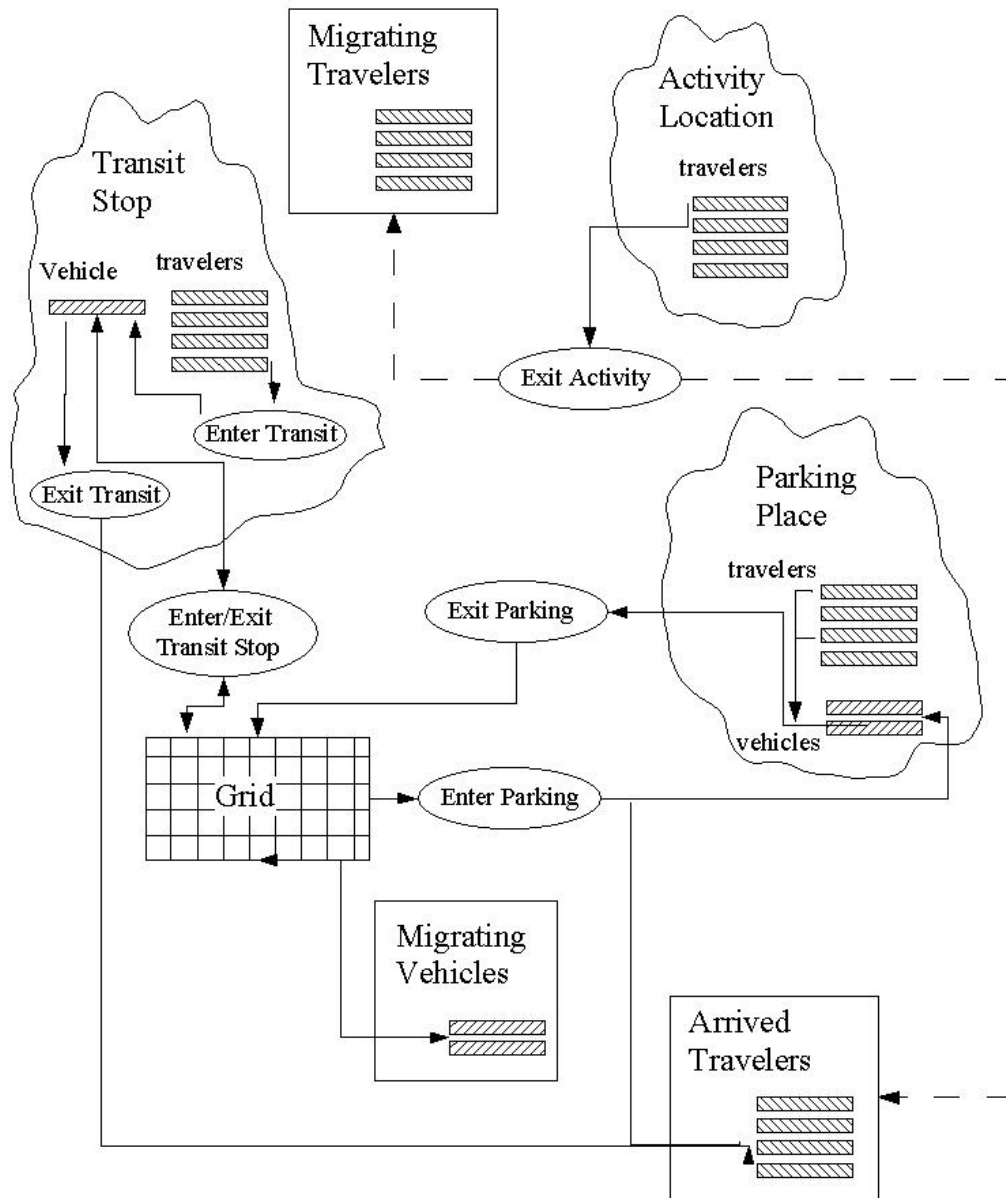 Migrating
Travelers
Activity
Location
travelers
Transit
Stop
Vehicle
travelers
Exit Activity
Enter Transit
Exit Transit
Parking
Place
travelers
Enter/Exit
Transit Stop
Exit Parking
vehicles
Grid
Enter Parking
Migrating
Vehicles
Arrived
Travelers